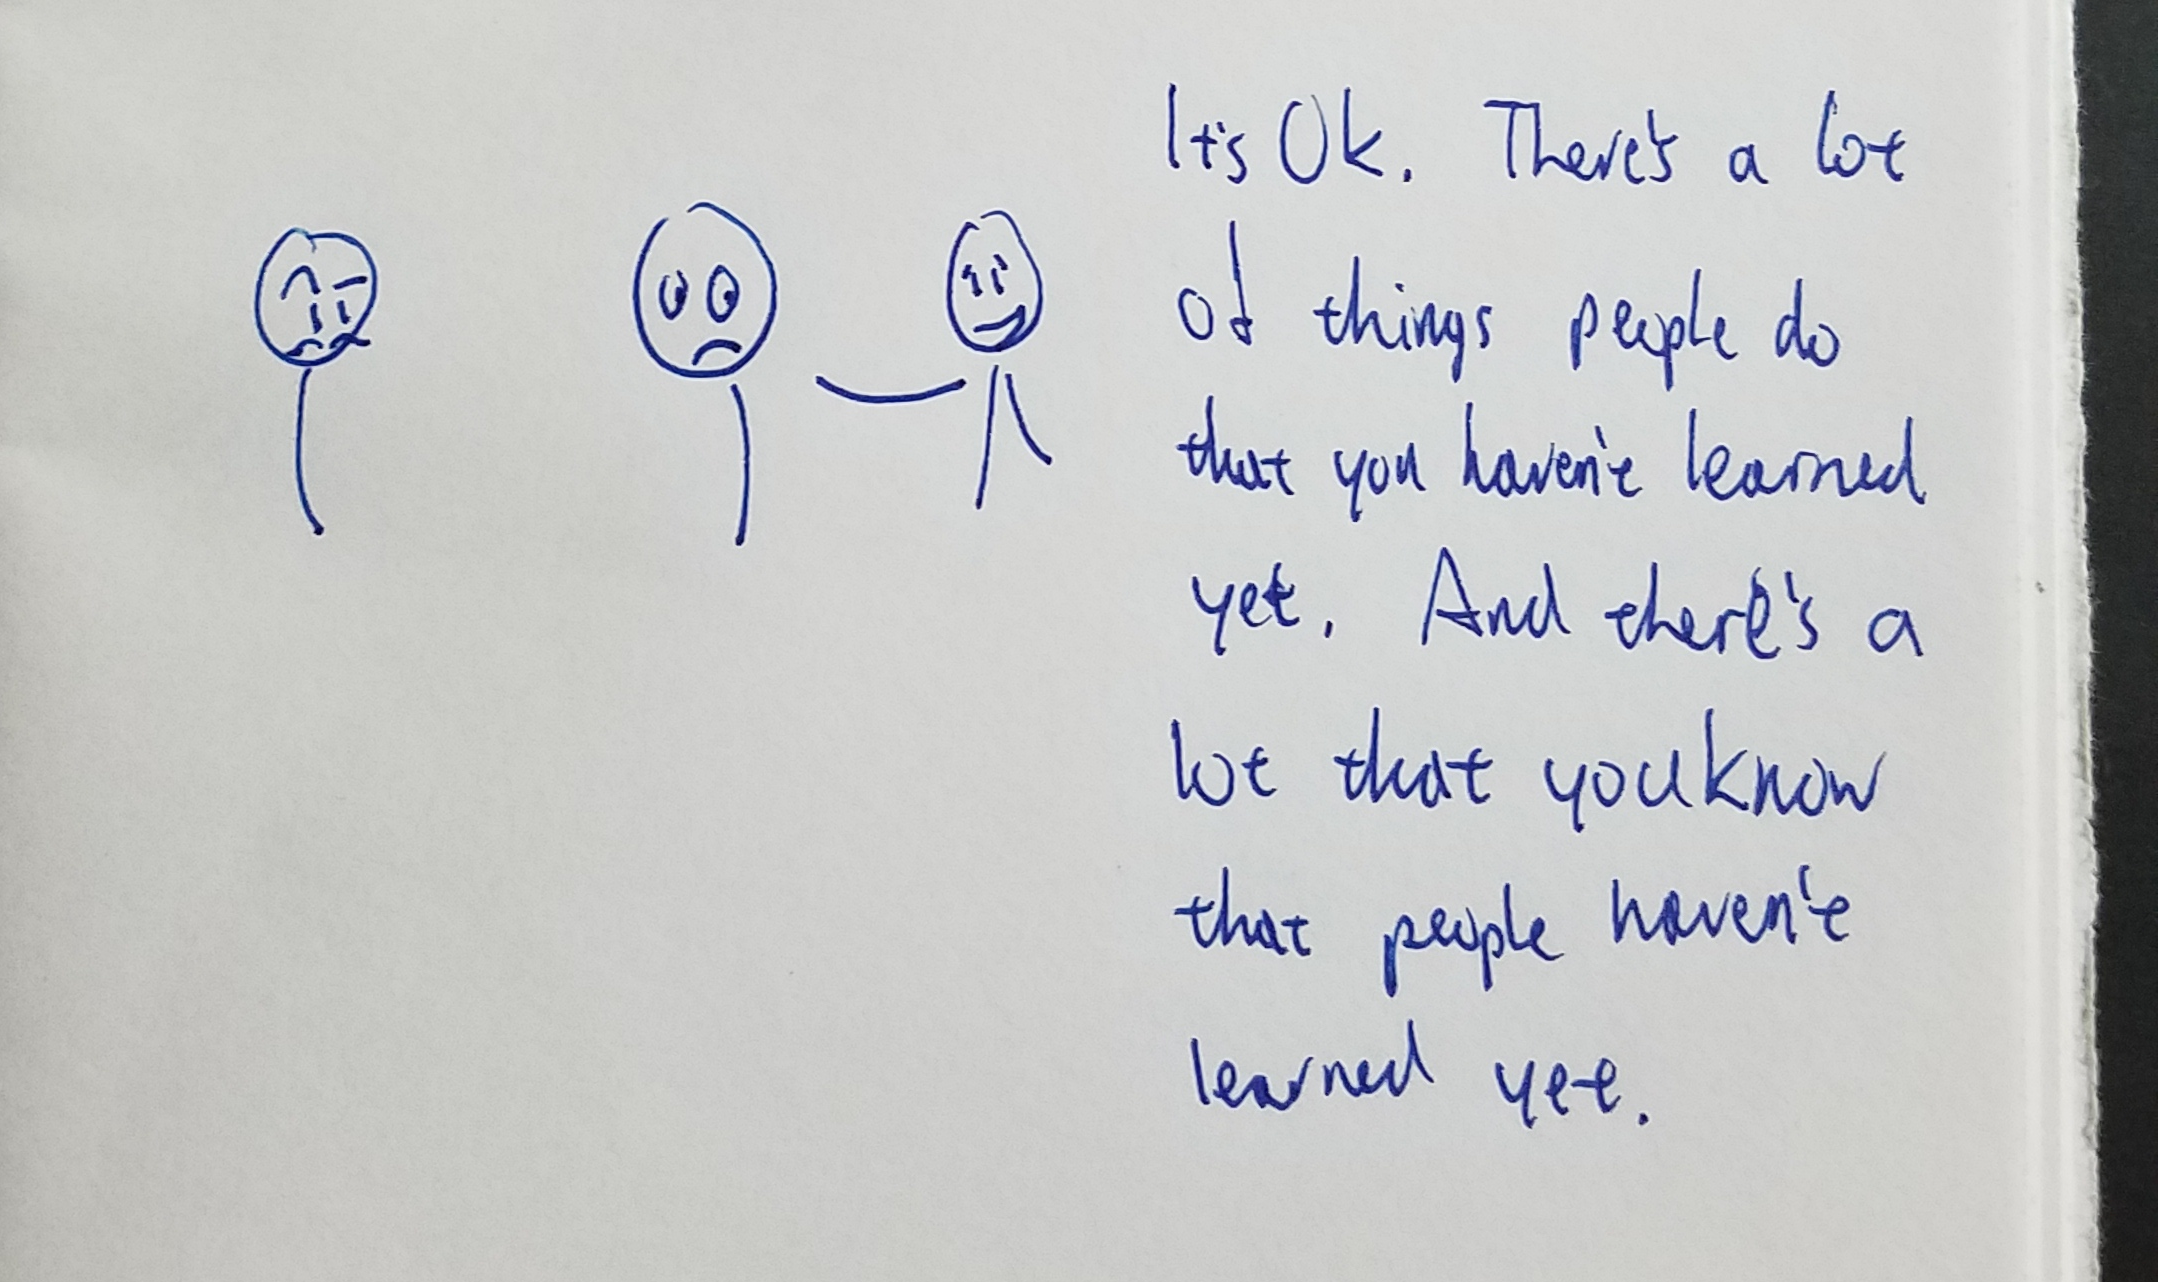 It's Ok. There's a lot
of things people do
that you haven't learned
yet. And there's a
lot that you know
that people haven't
learned yet.